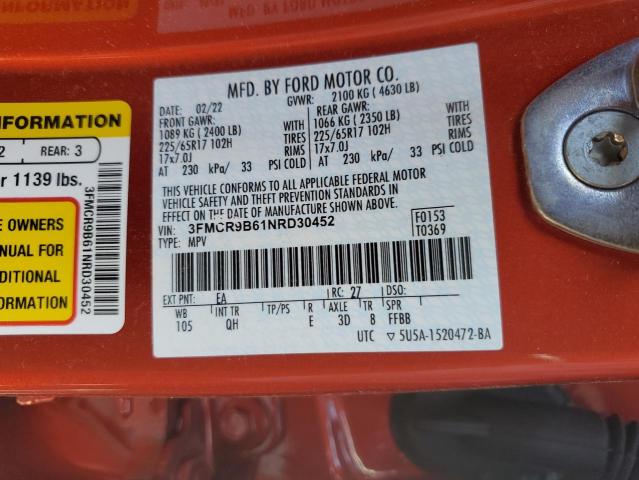 INFORMATION
INFORMATION
2 REAR: 3
or 1139 lbs.
E OWNERS
ANUAL FOR
DITIONAL
FORMATION
3FMCR9B61NRD30452
MFD. BY FORD MOTOR CO.
DATE: 02/22 GVWR: 2100 KG ( 4630 LB)
FRONT GAWR: REAR GAWR:
1089 KG ( 2400 LB) WITH 1066 KG ( 2350 LB) WITH
225/65R17 102H TIRES 225/65R17 102H TIRES
17x7.0J RIMS 17x7.0J RIMS
AT 230 kPa/ 33 PSI COLD AT 230 kPa/ 33 PSI COLD
THIS VEHICLE CONFORMS TO ALL APPLICABLE FEDERAL MOTOR
VEHICLE SAFETY AND THEFT PREVENTION STANDARDS IN
EFFECT ON THE DATE OF MANUFACTURE SHOWN ABOVE.
VIN: 3FMCR9B61NRD30452 F0153
TYPE: MPV T0369
EXT PNT: EA RC: 27 DSO:
WB INT TR TP/PS R AXLE TR SPR
105 QH E 3D 8 FFBB
UTC ▽ 5U5A-1520472-BA